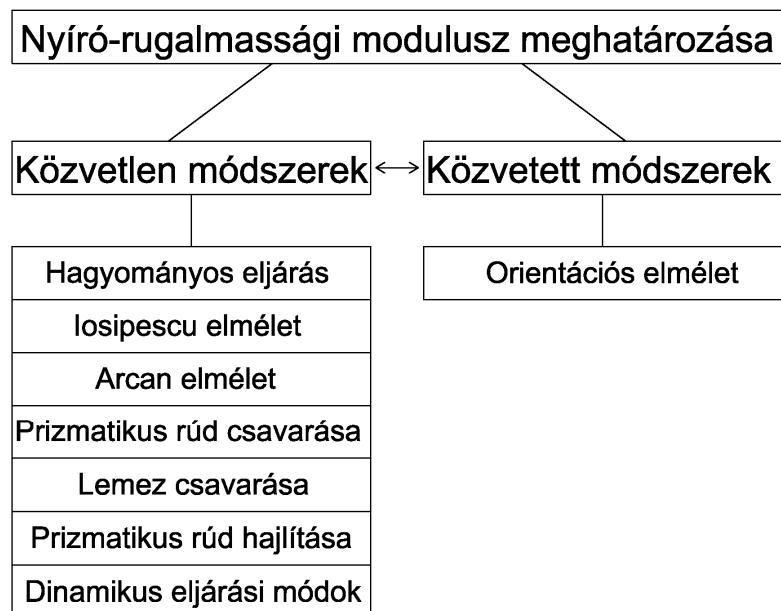 Nyíró-rugalmassági modulusz meghatározása
Közvetlen módszerek
Közvetett módszerek
Hagyományos eljárás
Iosipescu elmélet
Arcan elmélet
Prizmatikus rúd csavarása
Lemez csavarása
Prizmatikus rúd hajlítása
Dinamikus eljárási módok
Orientációs elmélet